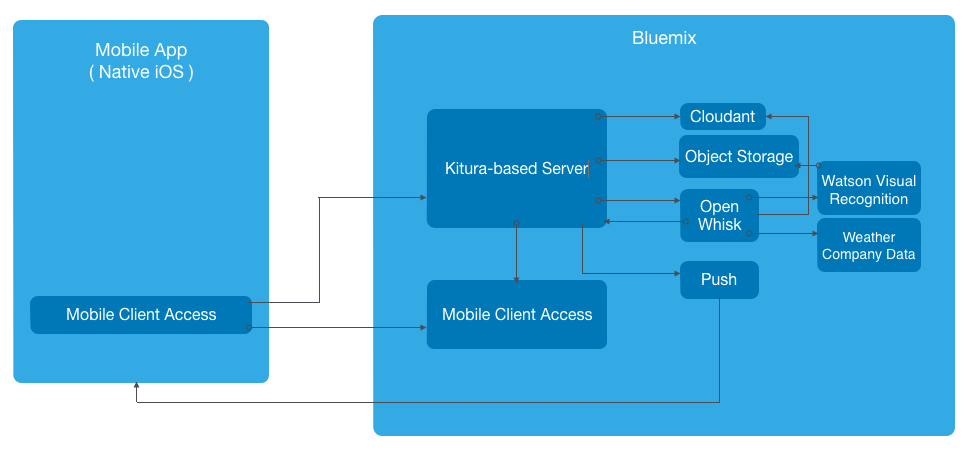 Mobile App
( Native iOS )
Mobile Client Access
Bluemix
Kitura-based Server
Mobile Client Access
Cloudant
Object Storage
Open
Whisk
Push
Watson Visual
Recognition
Weather
Company Data